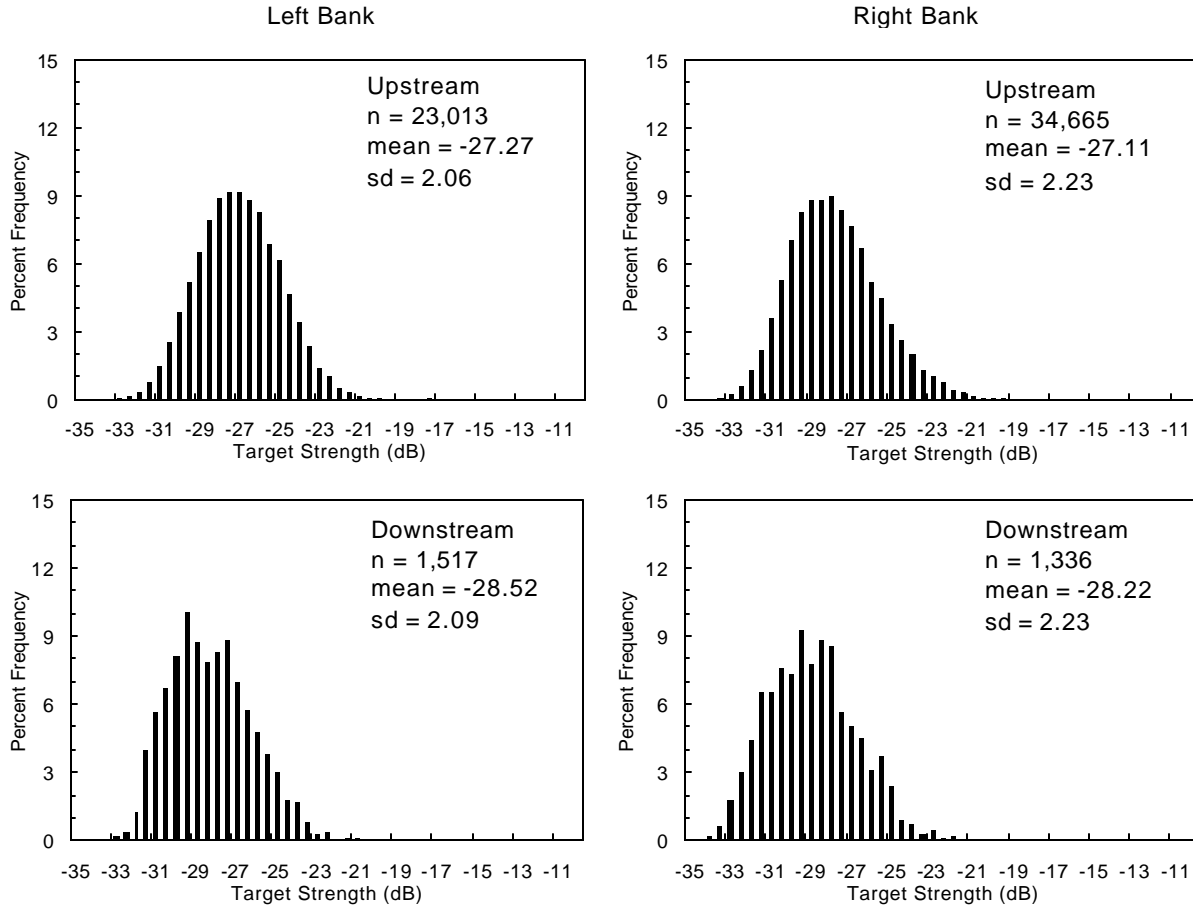 Left Bank
Right Bank
15
12
9
6
3
0
Percent Frequency
Upstream
n = 23,013
mean = -27.27
sd = 2.06
-35 -33 -31 -29 -27 -25 -23 -21 -19 -17 -15 -13 -11
Target Strength (dB)
15
12
9
6
3
0
Percent Frequency
Upstream
n = 34,665
mean = -27.11
sd = 2.23
-35 -33 -31 -29 -27 -25 -23 -21 -19 -17 -15 -13 -11
Target Strength (dB)
15
12
9
6
3
0
Percent Frequency
Downstream
n = 1,517
mean = -28.52
sd = 2.09
-35 -33 -31 -29 -27 -25 -23 -21 -19 -17 -15 -13 -11
Target Strength (dB)
15
12
9
6
3
0
Percent Frequency
Downstream
n = 1,336
mean = -28.22
sd = 2.23
-35 -33 -31 -29 -27 -25 -23 -21 -19 -17 -15 -13 -11
Target Strength (dB)